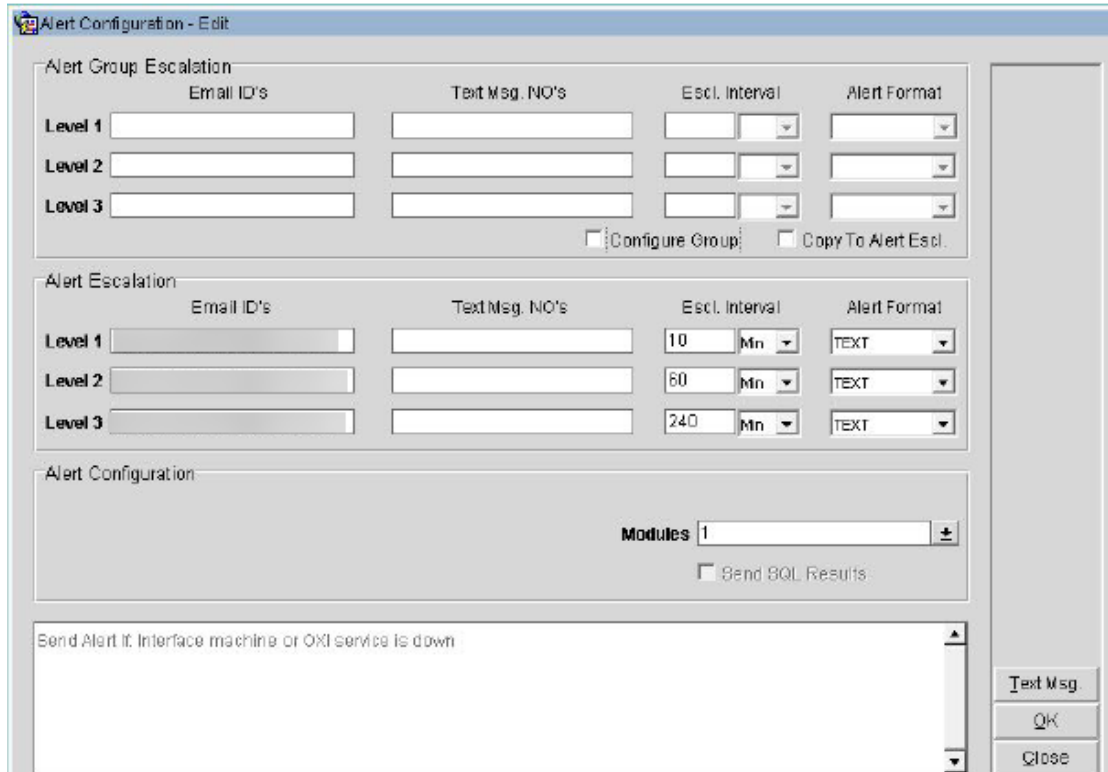 Alert Configuration - Edit
Alert Group Escalation
Email ID's Text Msg. NO's Escl. Interval Alert Format
Level 1
Level 2
Level 3
Configure Group Copy To Alert Escl.
Alert Escalation
Email ID's Text Msg. NO's Escl. Interval Alert Format
Level 1 10 Min TEXT
Level 2 60 Min TEXT
Level 3 240 Min TEXT
Alert Configuration
Modules 1
Send SQL Results
Send Alert If: Interface machine or OXI service is down
Text Msg.
OK
Close